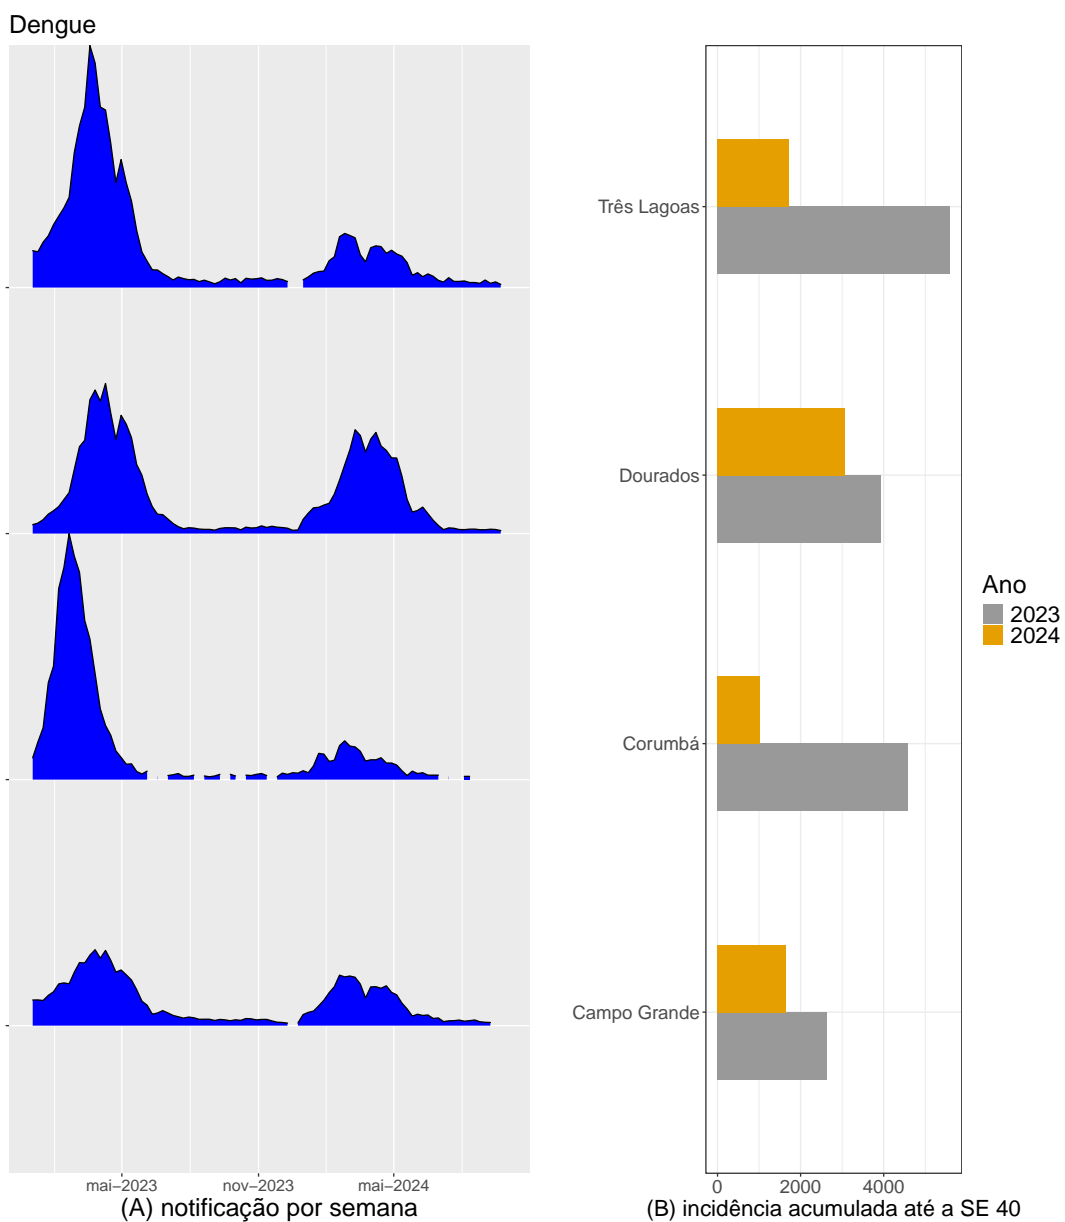 Dengue
Três Lagoas
Dourados
Corumbá
Campo Grande
mai–2023
nov–2023
mai–2024
(A) notificação por semana
0
2000
4000
(B) incidência acumulada até a SE 40
Ano
2023
2024